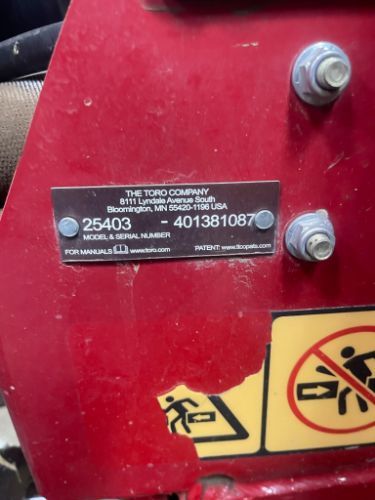 THE TORO COMPANY
8111 Lyndale Avenue South
Bloomington, MN 55420-1196 USA
25403 - 401381087
MODEL & SERIAL NUMBER
FOR MANUALS www.toro.com PATENT: www.ttcopats.com